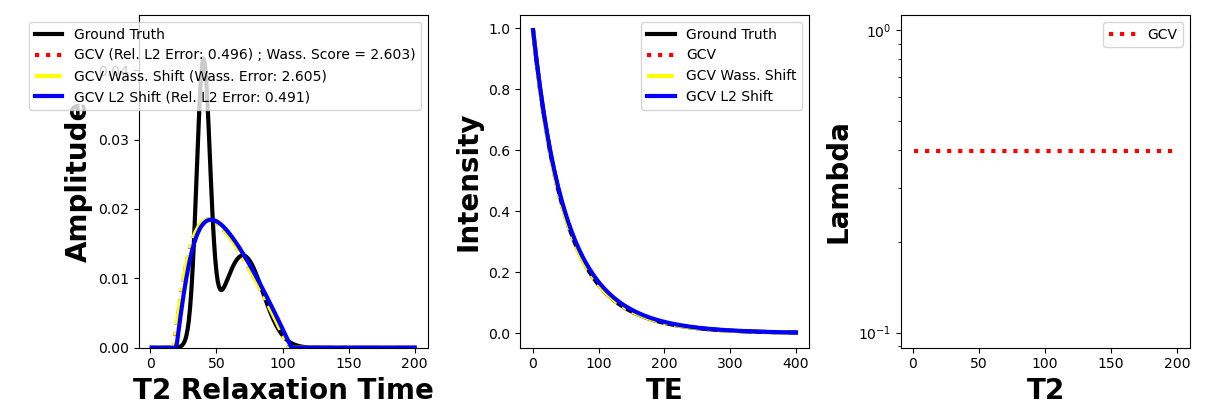 Ground Truth
GCV (Rel. L2 Error: 0.496) ; Wass. Score = 2.603)
GCV Wass. Shift (Wass. Error: 2.605)
GCV L2 Shift (Rel. L2 Error: 0.491)
Amplitude
0.04
0.03
0.02
0.01
0.00
0
50
100
150
200
T2 Relaxation Time
Ground Truth
GCV
GCV Wass. Shift
GCV L2 Shift
Intensity
1.0
0.8
0.6
0.4
0.2
0.0
0
100
200
300
400
TE
GCV
Lambda
10⁰
10⁻¹
0
50
100
150
200
T2